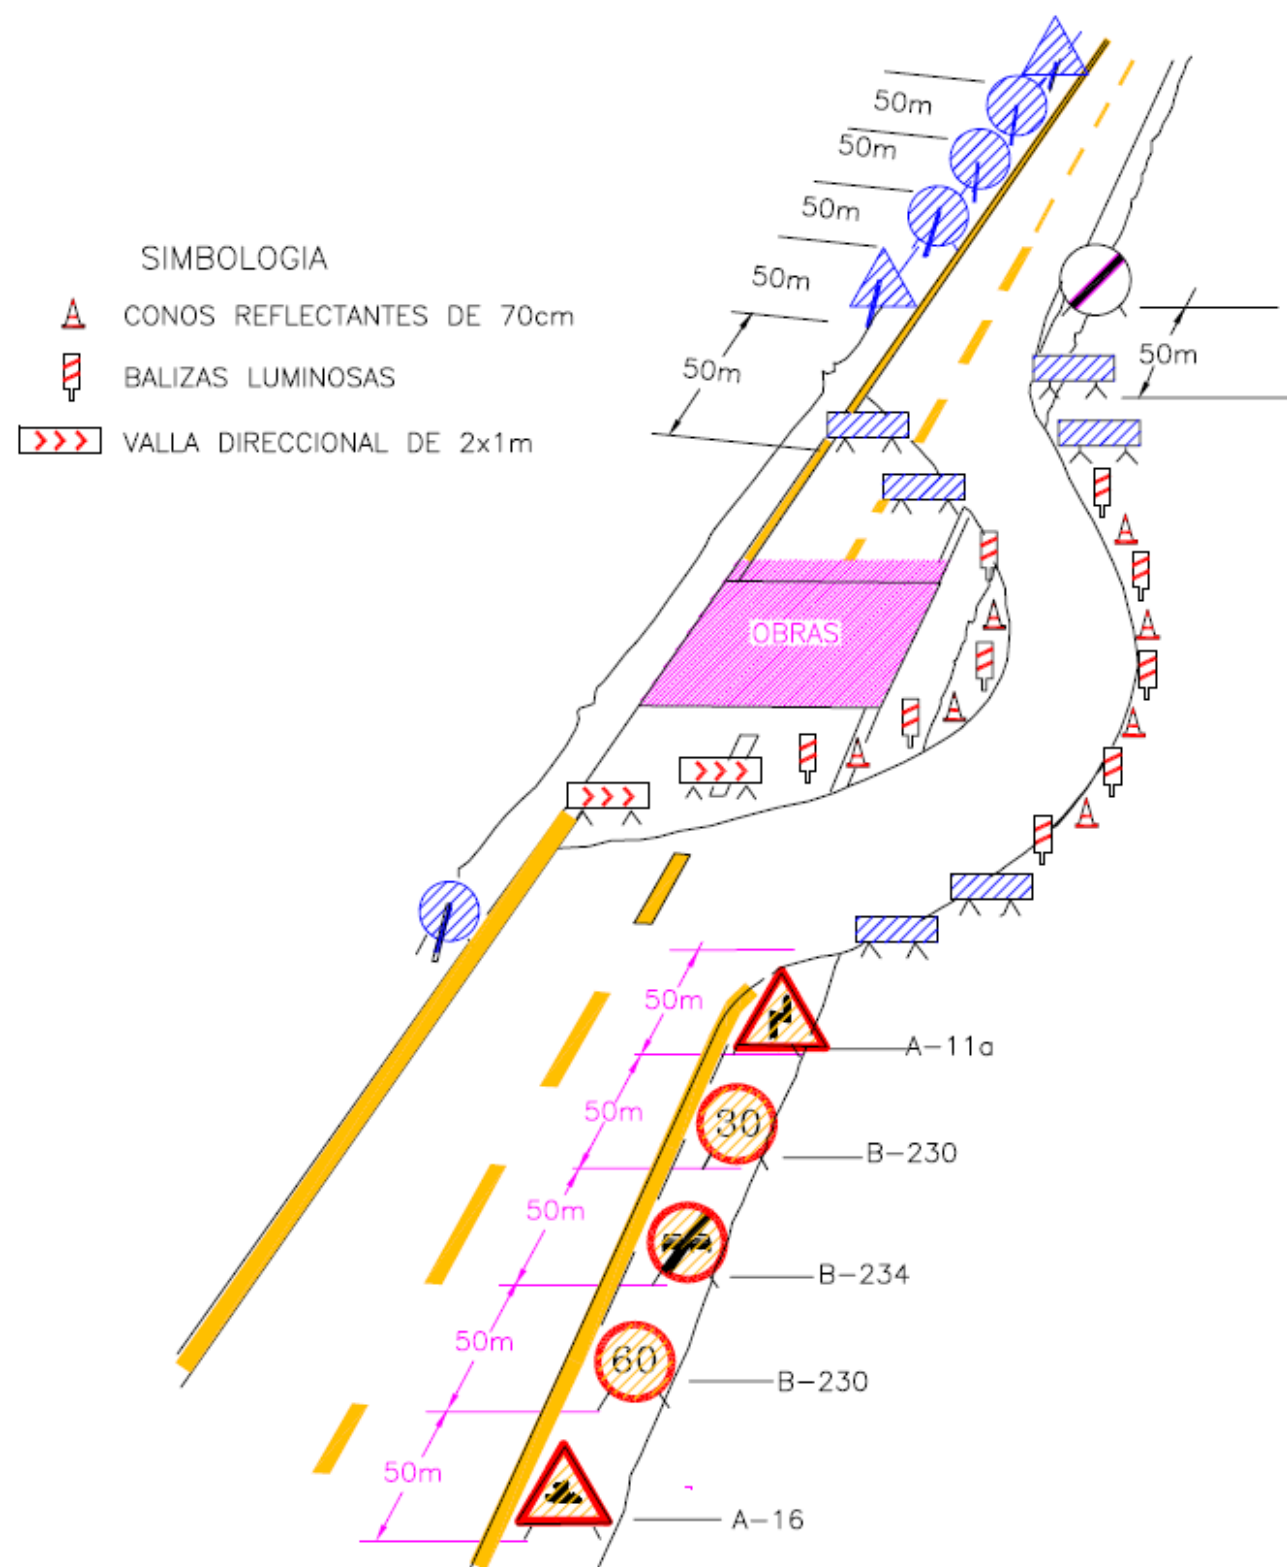 50m
50m
50m
50m
50m
50m
SIMBOLOGIA
CONOS REFLECTANTES DE 70cm
BALIZAS LUMINOSAS
VALLA DIRECCIONAL DE 2x1m
OBRAS
50m
A-11a
50m
30
B-230
50m
B-234
50m
60
B-230
50m
A-16